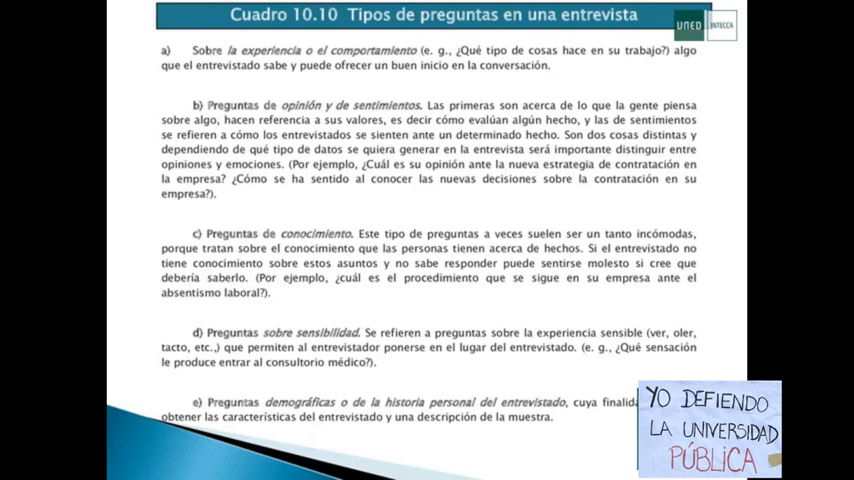 Cuadro 10.10 Tipos de preguntas en una entrevista
UNED INTECCA
a) Sobre la experiencia o el comportamiento (e. g., ¿Qué tipo de cosas hace en su trabajo?) algo
que el entrevistado sabe y puede ofrecer un buen inicio en la conversación.
b) Preguntas de opinión y de sentimientos. Las primeras son acerca de lo que la gente piensa
sobre algo, hacen referencia a sus valores, es decir cómo evalúan algún hecho, y las de sentimientos
se refieren a cómo los entrevistados se sienten ante un determinado hecho. Son dos cosas distintas y
dependiendo de qué tipo de datos se quiera generar en la entrevista será importante distinguir entre
opiniones y emociones. (Por ejemplo, ¿Cuál es su opinión ante la nueva estrategia de contratación en
la empresa? ¿Cómo se ha sentido al conocer las nuevas decisiones sobre la contratación en su
empresa?).
c) Preguntas de conocimiento. Este tipo de preguntas a veces suelen ser un tanto incómodas,
porque tratan sobre el conocimiento que las personas tienen acerca de hechos. Si el entrevistado no
tiene conocimiento sobre estos asuntos y no sabe responder puede sentirse molesto si cree que
debería saberlo. (Por ejemplo, ¿cuál es el procedimiento que se sigue en su empresa ante el
absentismo laboral?).
d) Preguntas sobre sensibilidad. Se refieren a preguntas sobre la experiencia sensible (ver, oler,
tacto, etc.,) que permiten al entrevistador ponerse en el lugar del entrevistado. (e. g., ¿Qué sensación
le produce entrar al consultorio médico?).
e) Preguntas demográficas o de la historia personal del entrevistado, cuya
obtener las características del entrevistado y una descripción de la muestra.
YO DEFIENDO
LA UNIVERSIDAD
PÚBLICA